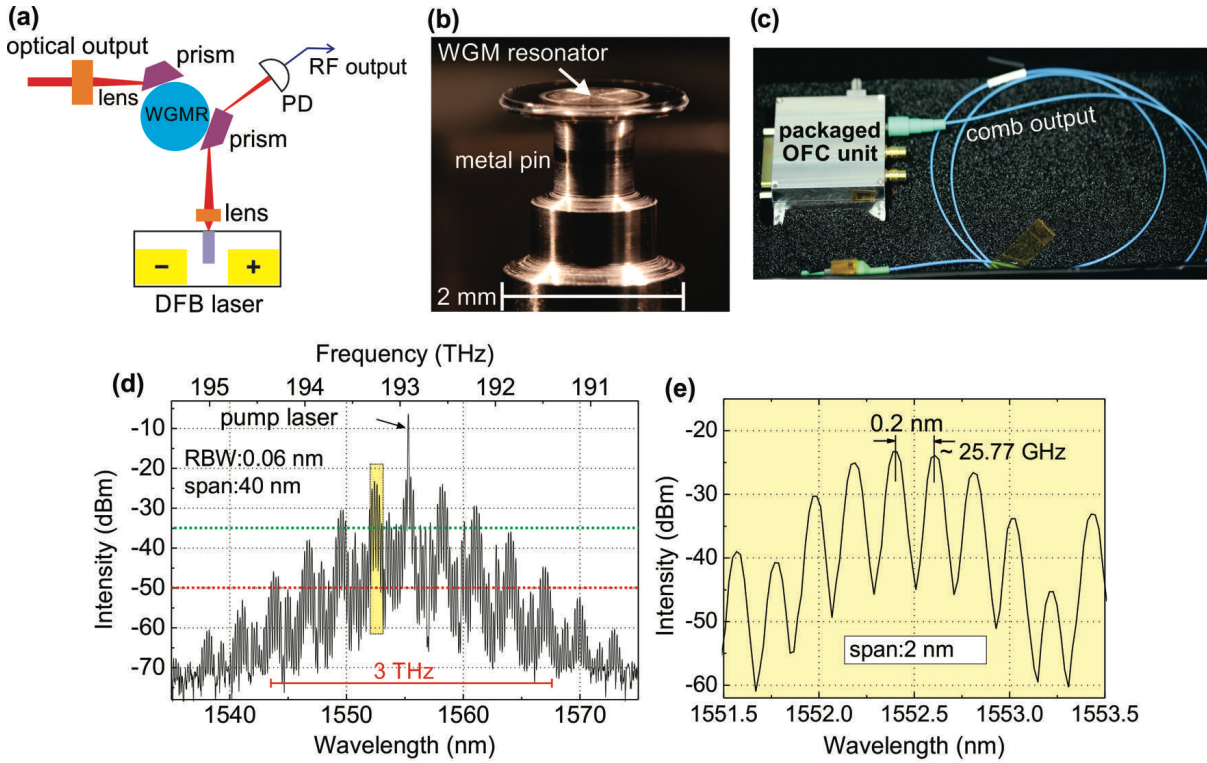 (a)
optical output
prism
lens
WGMR
prism
PD
RF output
lens
− +
DFB laser
(b)
WGM resonator
metal pin
2 mm
(c)
packaged
OFC unit
comb output
(d)
Frequency (THz)
195 194 193 192 191
pump laser
RBW:0.06 nm
span:40 nm
-10
-20
-30
-40
-50
-60
-70
Intensity (dBm)
3 THz
1540 1550 1560 1570
Wavelength (nm)
(e)
0.2 nm
~ 25.77 GHz
-20
-30
-40
-50
-60
Intensity (dBm)
span:2 nm
1551.5 1552.0 1552.5 1553.0 1553.5
Wavelength (nm)